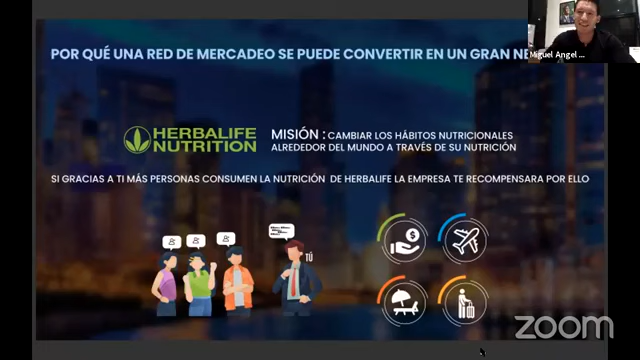 POR QUÉ UNA RED DE MERCADEO SE PUEDE CONVERTIR EN UN GRAN
Miguel Angel ...
HERBALIFE
NUTRITION
MISIÓN : CAMBIAR LOS HÁBITOS NUTRICIONALES
ALREDEDOR DEL MUNDO A TRAVÉS DE SU NUTRICIÓN
SI GRACIAS A TI MÁS PERSONAS CONSUMEN LA NUTRICIÓN DE HERBALIFE LA EMPRESA TE RECOMPENSARA POR ELLO
TÚ
$
zoom